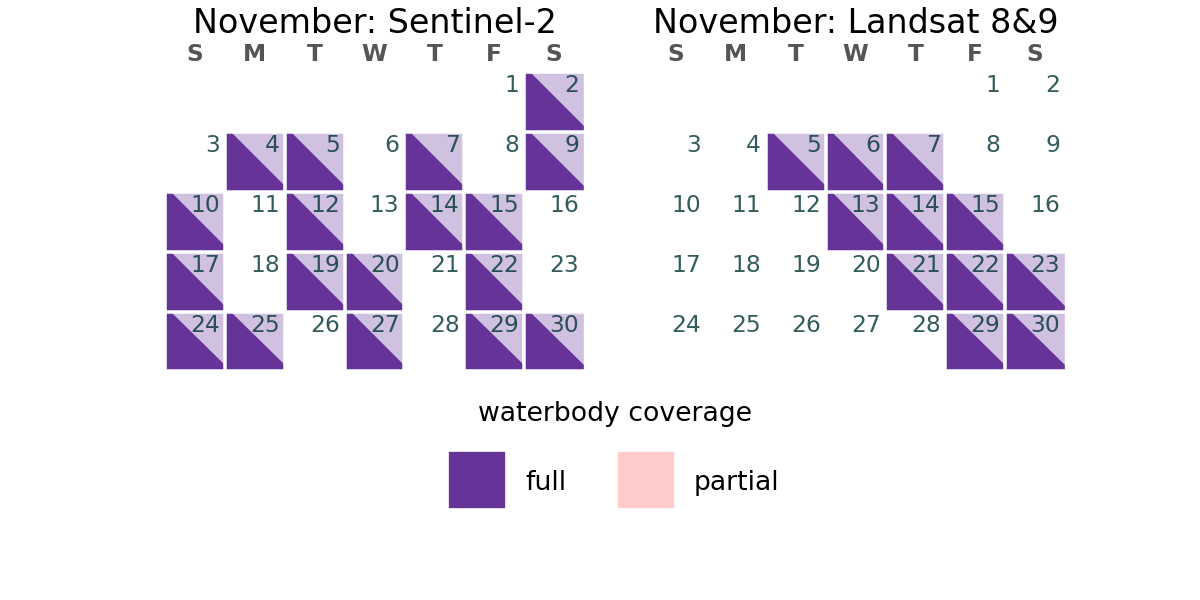 November: Sentinel-2
S M T W T F S
1 2
3 4 5 6 7 8 9
10 11 12 13 14 15 16
17 18 19 20 21 22 23
24 25 26 27 28 29 30
November: Landsat 8&9
S M T W T F S
1 2
3 4 5 6 7 8 9
10 11 12 13 14 15 16
17 18 19 20 21 22 23
24 25 26 27 28 29 30
waterbody coverage
full partial